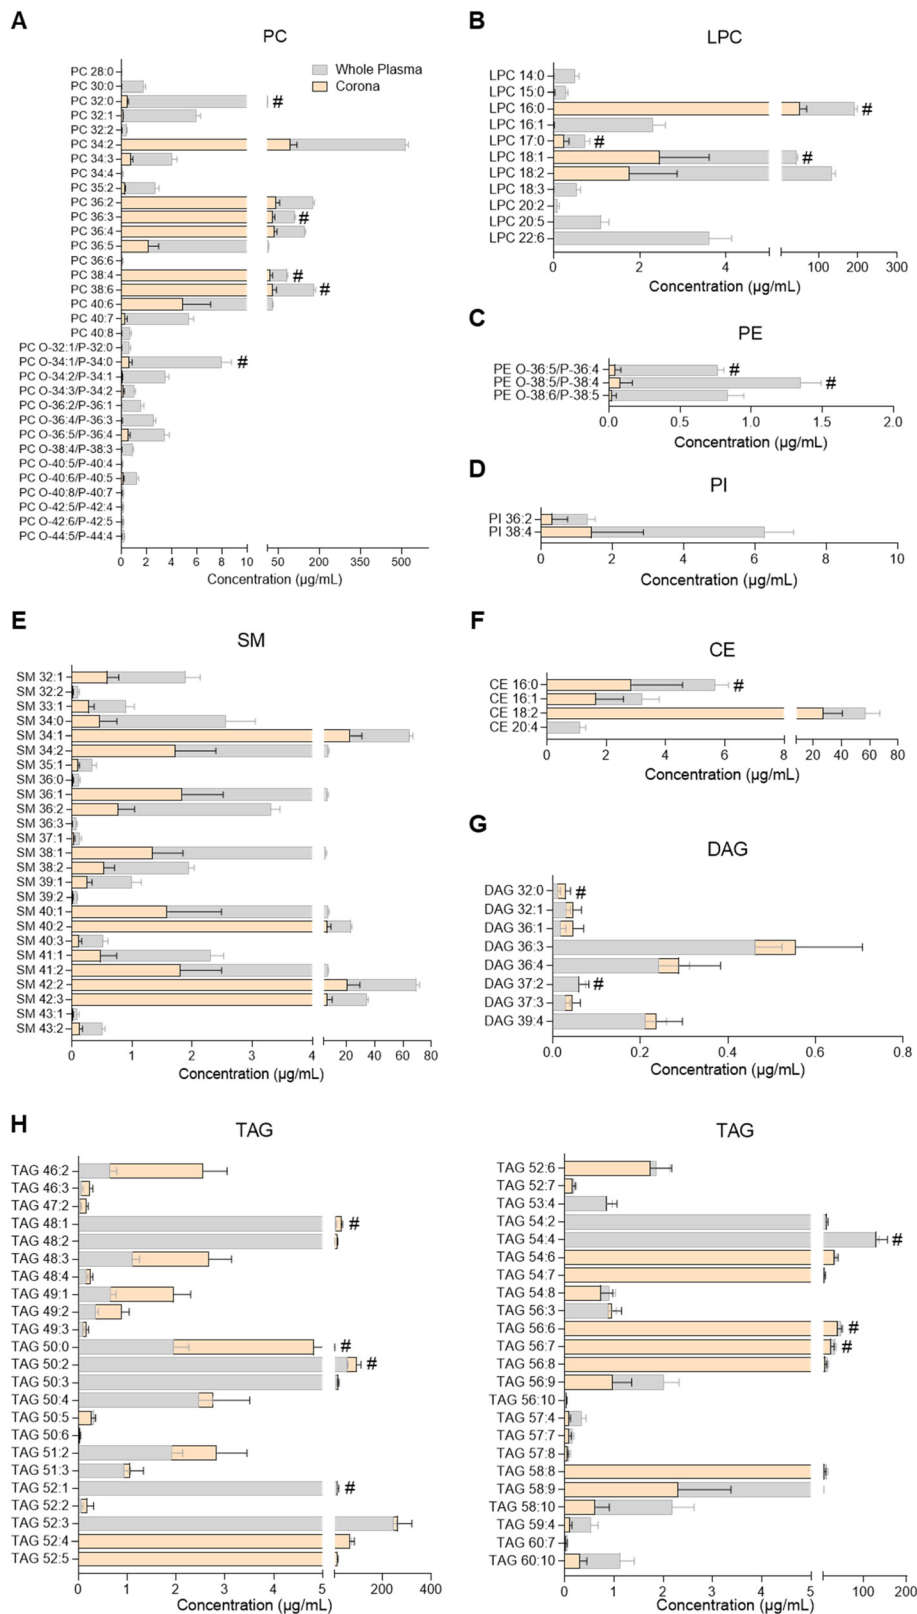 A
PC
Whole Plasma
Corona
PC 28:0
PC 30:0
PC 32:0
#
PC 32:1
PC 32:2
PC 34:2
PC 34:3
PC 34:4
PC 35:2
PC 36:2
PC 36:3
#
PC 36:4
PC 36:5
PC 36:6
PC 38:4
#
PC 38:6
#
PC 40:6
PC 40:7
PC 40:8
PC O-32:1/P-32:0
PC O-34:1/P-34:0
#
PC O-34:2/P-34:1
PC O-34:3/P-34:2
PC O-36:2/P-36:1
PC O-36:4/P-36:3
PC O-36:5/P-36:4
PC O-38:4/P-38:3
PC O-40:5/P-40:4
PC O-40:6/P-40:5
PC O-40:8/P-40:7
PC O-42:5/P-42:4
PC O-42:6/P-42:5
PC O-44:5/P-44:4
0 2 4 6 8 10 50 200 350 500
Concentration (µg/mL)
B
LPC
LPC 14:0
LPC 15:0
LPC 16:0
#
LPC 16:1
LPC 17:0
#
LPC 18:1
#
LPC 18:2
LPC 18:3
LPC 20:2
LPC 20:5
LPC 22:6
0 2 4 100 200 300
Concentration (µg/mL)
C
PE
PE O-36:5/P-36:4
#
PE O-38:5/P-38:4
#
PE O-38:6/P-38:5
0.0 0.5 1.0 1.5 2.0
Concentration (µg/mL)
D
PI
PI 36:2
PI 38:4
0 2 4 6 8 10
Concentration (µg/mL)
E
SM
SM 32:1
SM 32:2
SM 33:1
SM 34:0
SM 34:1
SM 34:2
SM 35:1
SM 36:0
SM 36:1
SM 36:2
SM 36:3
SM 37:1
SM 38:1
SM 38:2
SM 39:1
SM 39:2
SM 40:1
SM 40:2
SM 40:3
SM 41:1
SM 41:2
SM 42:2
SM 42:3
SM 43:1
SM 43:2
0 1 2 3 4 20 40 60 80
Concentration (µg/mL)
F
CE
CE 16:0
#
CE 16:1
CE 18:2
CE 20:4
0 2 4 6 8 20 40 60 80
Concentration (µg/mL)
G
DAG
DAG 32:0
#
DAG 32:1
DAG 36:1
DAG 36:3
DAG 36:4
DAG 37:2
#
DAG 37:3
DAG 39:4
0.0 0.2 0.4 0.6 0.8
Concentration (µg/mL)
H
TAG
TAG 46:2
TAG 46:3
TAG 47:2
TAG 48:1
#
TAG 48:2
TAG 48:3
TAG 48:4
TAG 49:1
TAG 49:2
TAG 49:3
TAG 50:0
#
TAG 50:2
#
TAG 50:3
TAG 50:4
TAG 50:5
TAG 50:6
TAG 51:2
TAG 51:3
TAG 52:1
#
TAG 52:2
TAG 52:3
TAG 52:4
TAG 52:5
0 1 2 3 4 5 200 400
Concentration (µg/mL)
TAG
TAG 52:6
TAG 52:7
TAG 53:4
TAG 54:2
TAG 54:4
#
TAG 54:6
TAG 54:7
TAG 54:8
TAG 56:3
TAG 56:6
#
TAG 56:7
#
TAG 56:8
TAG 56:9
TAG 56:10
TAG 57:4
TAG 57:7
TAG 57:8
TAG 58:8
TAG 58:9
TAG 58:10
TAG 59:4
TAG 60:7
TAG 60:10
0 1 2 3 4 5 100 200
Concentration (µg/mL)